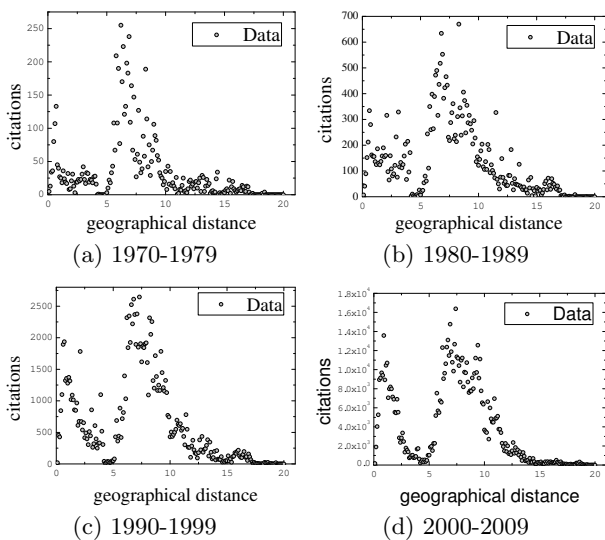 250
200
150
100
50
0
citations
Data
0 5 10 15 20
geographical distance
(a) 1970-1979
700
600
500
400
300
200
100
0
citations
Data
0 5 10 15 20
geographical distance
(b) 1980-1989
2500
2000
1500
1000
500
0
citations
Data
0 5 10 15 20
geographical distance
(c) 1990-1999
1.8x10⁴
1.6x10⁴
1.4x10⁴
1.2x10⁴
1.0x10⁴
8.0x10³
6.0x10³
4.0x10³
2.0x10³
0.0
citations
Data
0 5 10 15 20
geographical distance
(d) 2000-2009